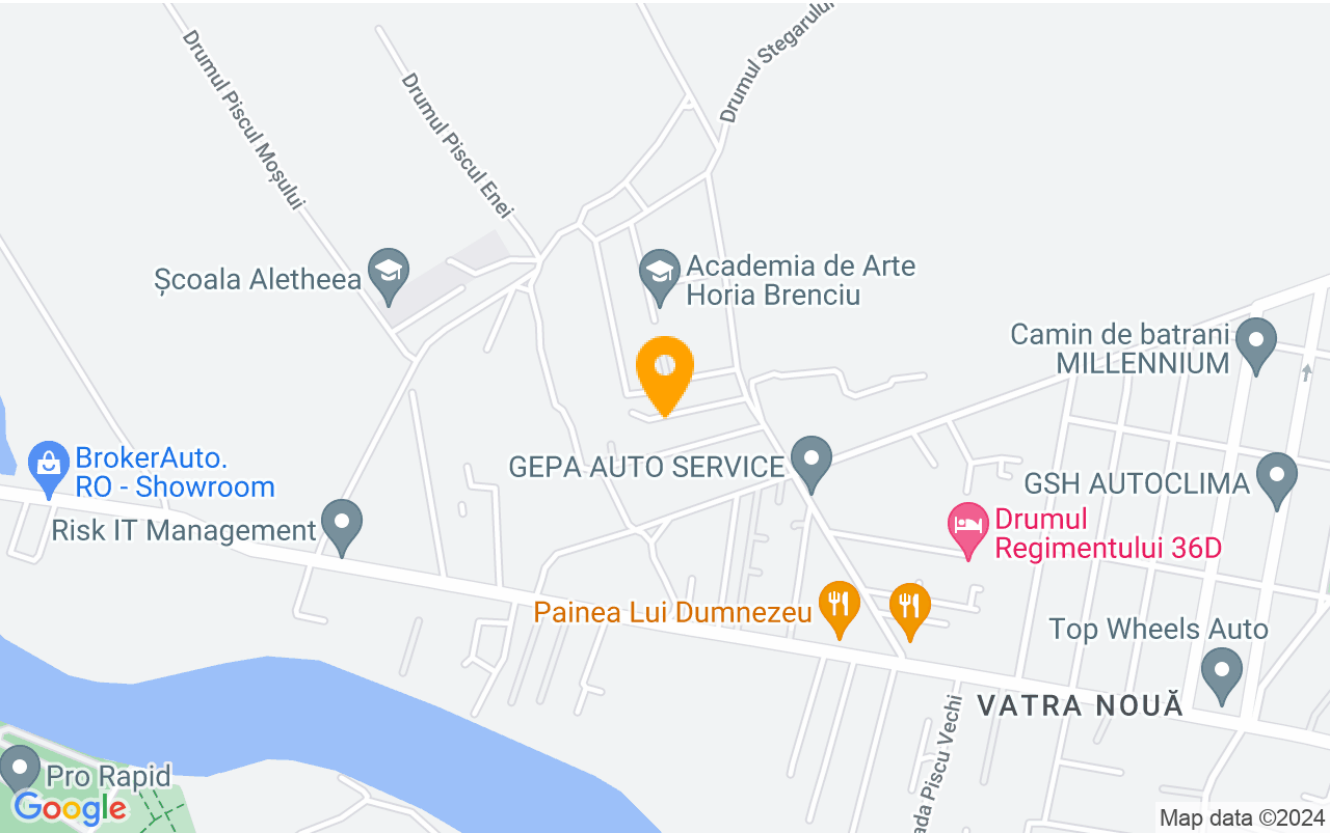 Drumul Stegarului
Drumul Piscul Moșului
Drumul Piscul Enei
Școala Aletheea
Academia de Arte
Horia Brenciu
Camin de batrani
MILLENNIUM
BrokerAuto.
RO - Showroom
GEPA AUTO SERVICE
GSH AUTOCLIMA
Risk IT Management
Drumul
Regimentului 36D
Painea Lui Dumnezeu
Top Wheels Auto
VATRA NOUĂ
ada Piscu Vechi
Pro Rapid
Google
Map data ©2024